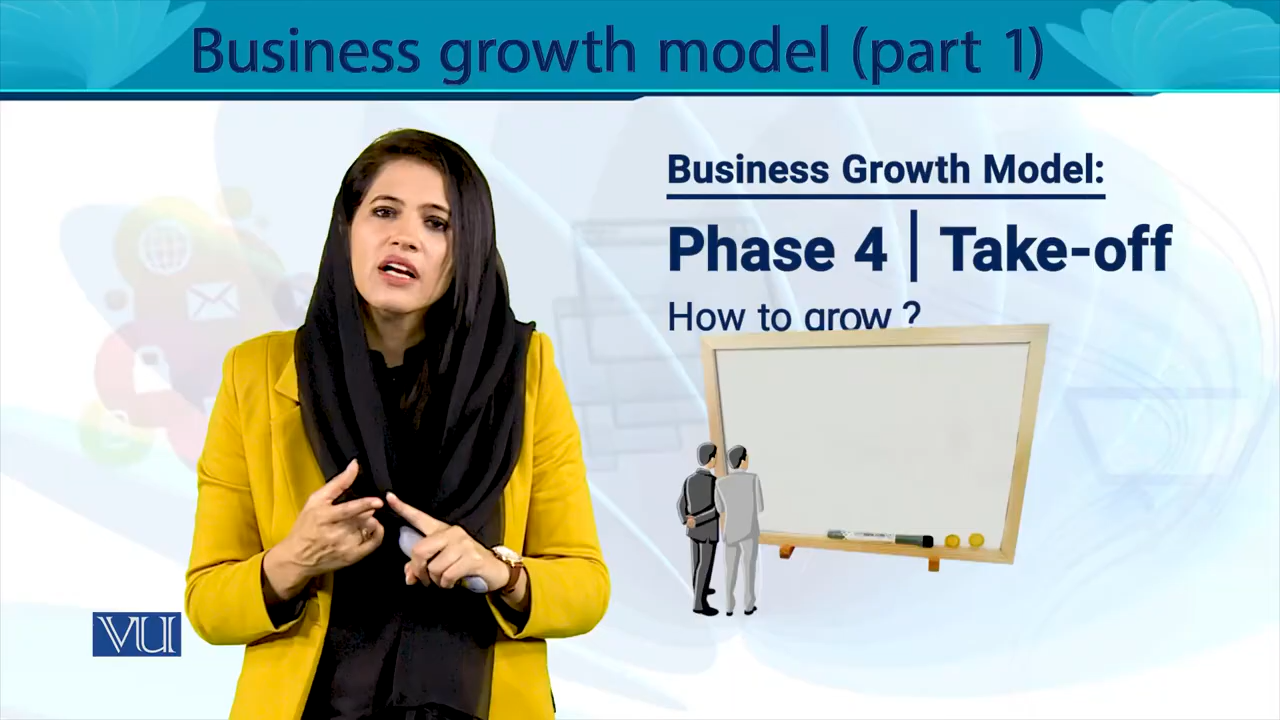 Business growth model (part 1)
Business Growth Model:
Phase 4 | Take-off
How to grow ?
VU